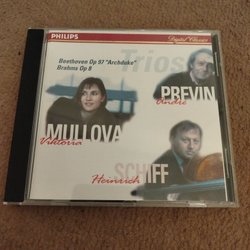 PHILIPS
Digital Classics
Trios
Beethoven Op 97 "Archduke"
Brahms Op 8
PREVIN
André
MULLOVA
Viktoria
SCHIFF
Heinrich